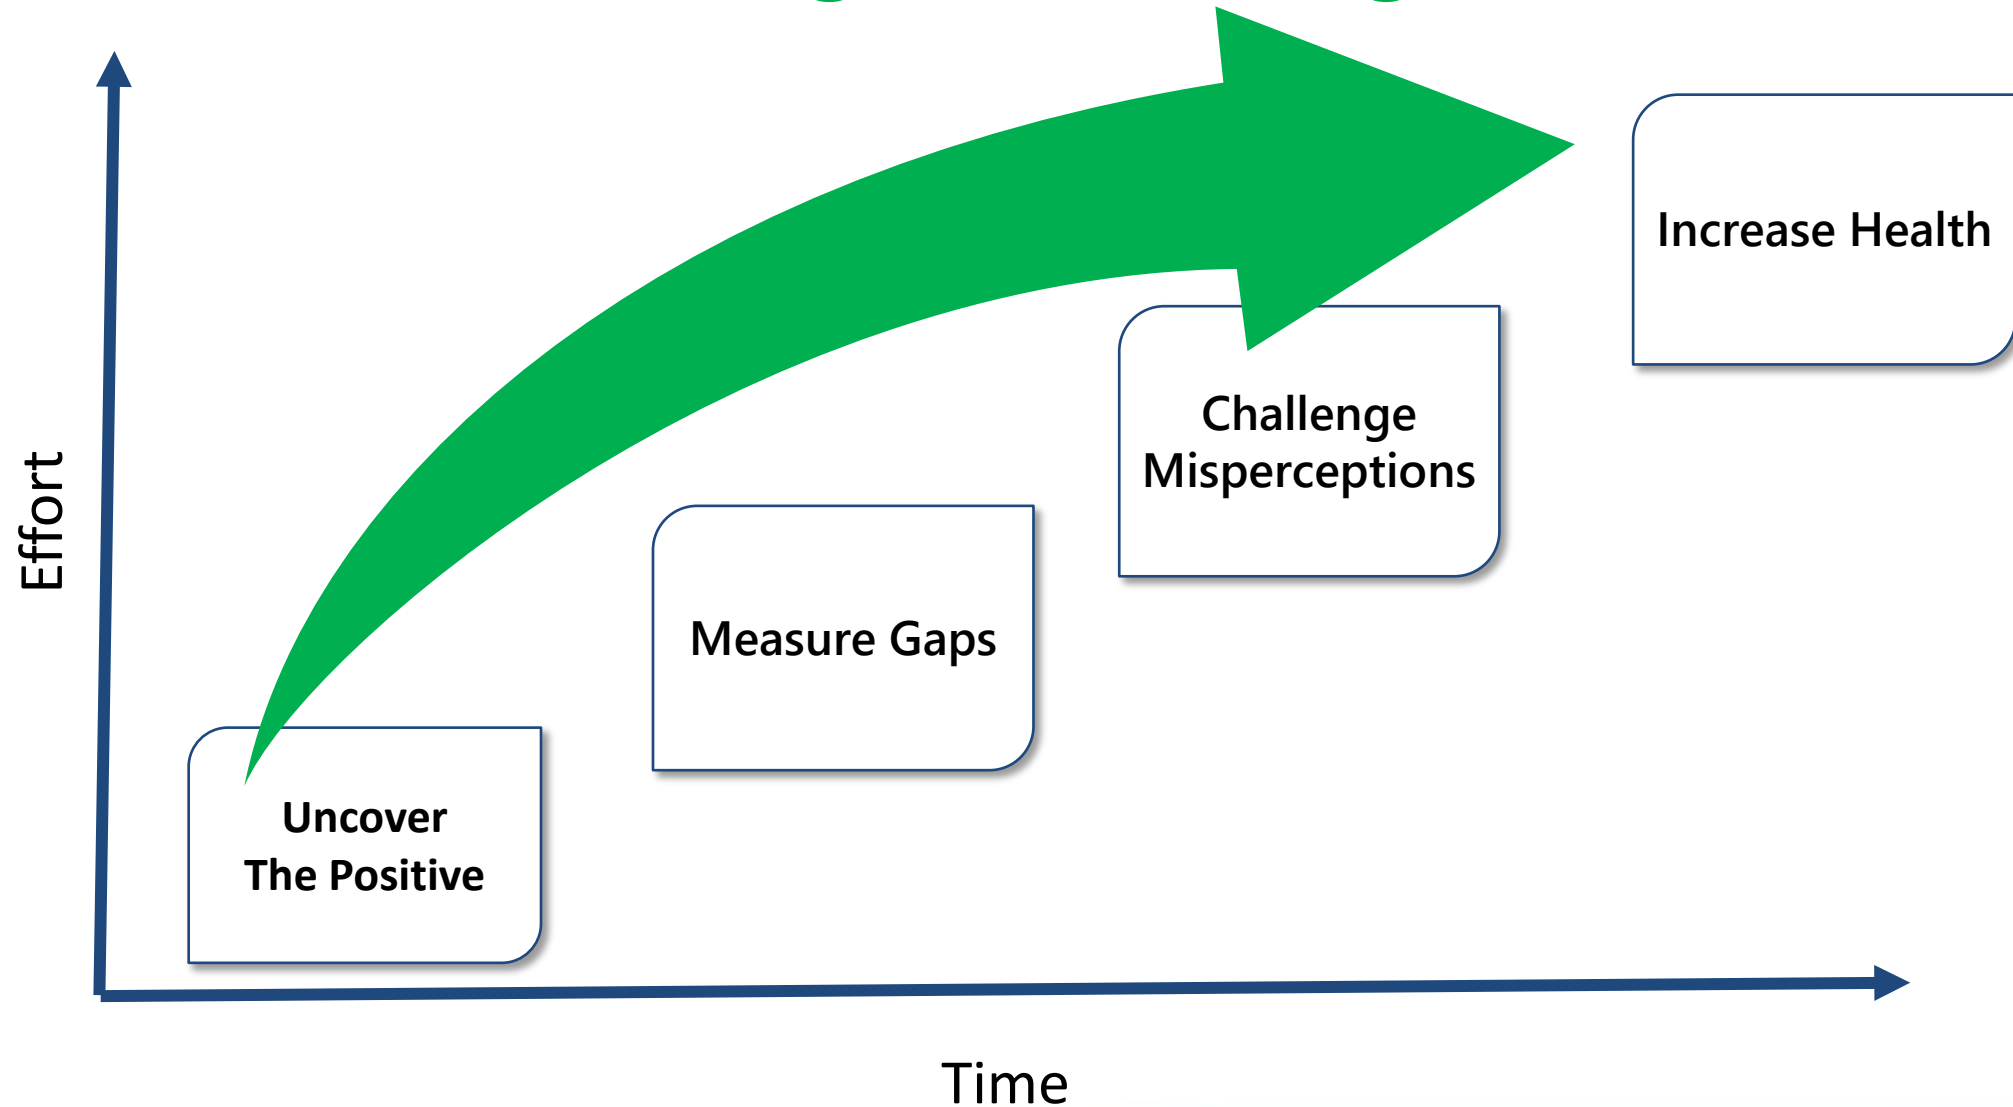 Increase Health
Challenge
Misperceptions
Measure Gaps
Uncover
The Positive
Effort
Time